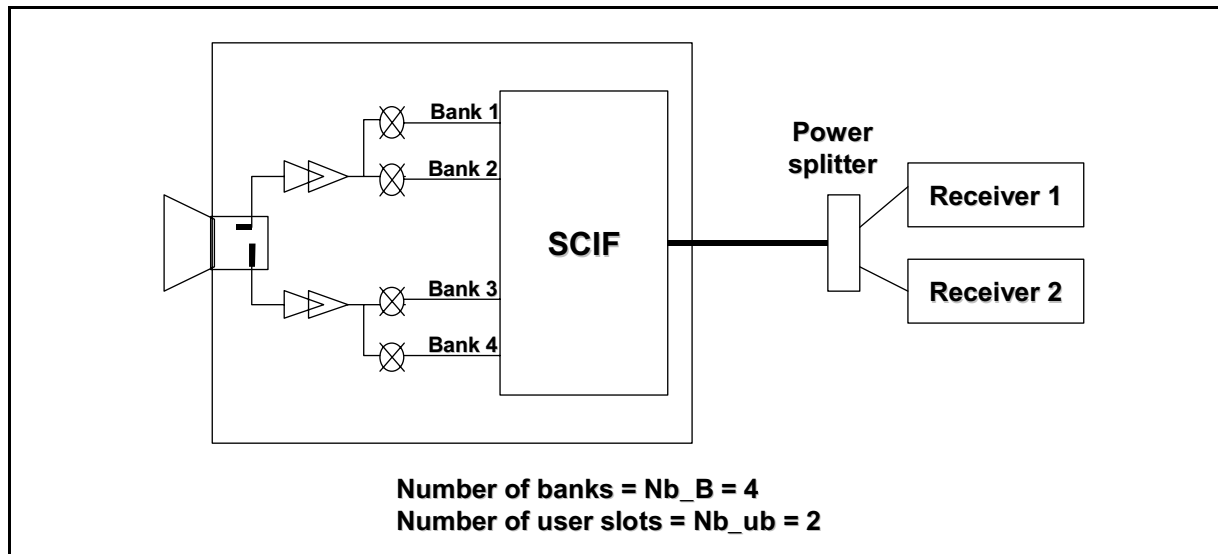 Bank 1
Bank 2
Bank 3
Bank 4
SCIF
Power
splitter
Receiver 1
Receiver 2
Number of banks = Nb_B = 4
Number of user slots = Nb_ub = 2